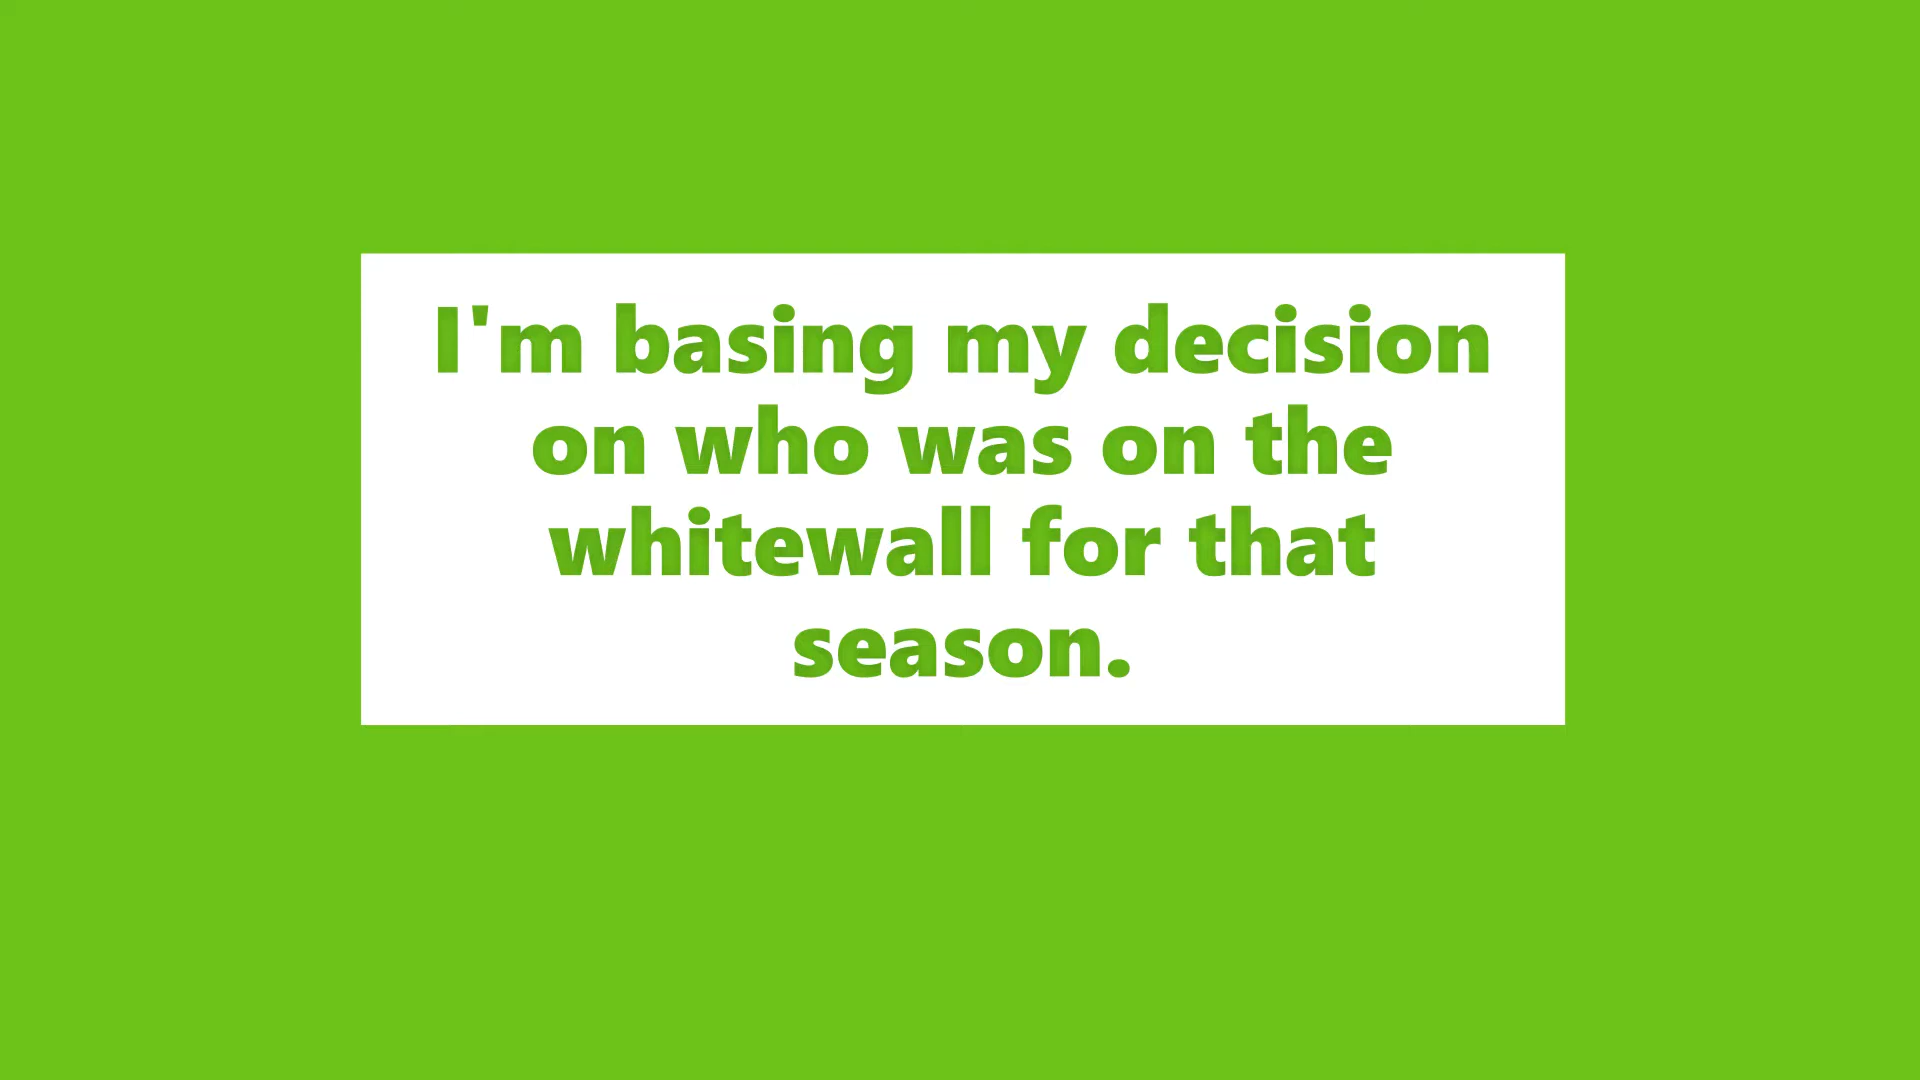 I'm basing my decision
on who was on the
whitewall for that
season.